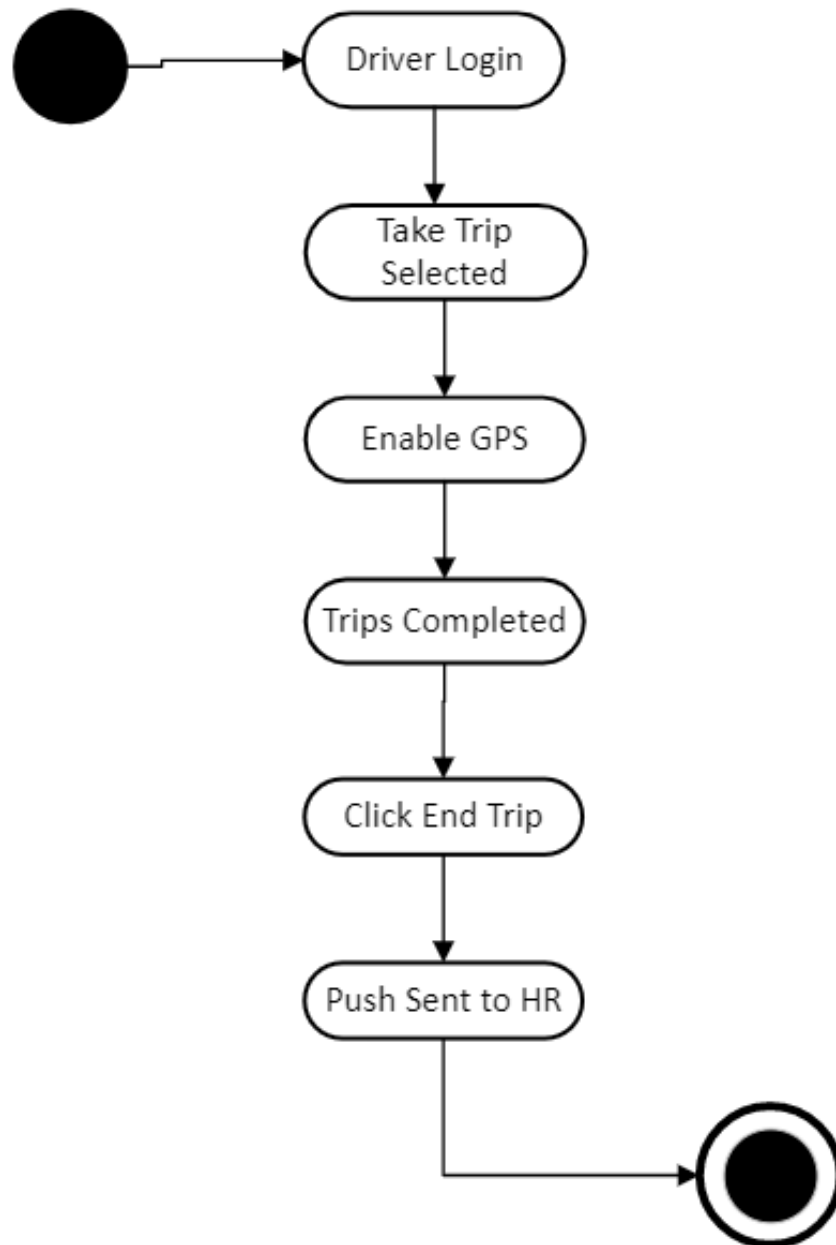 Driver Login
Take Trip
Selected
Enable GPS
Trips Completed
Click End Trip
Push Sent to HR